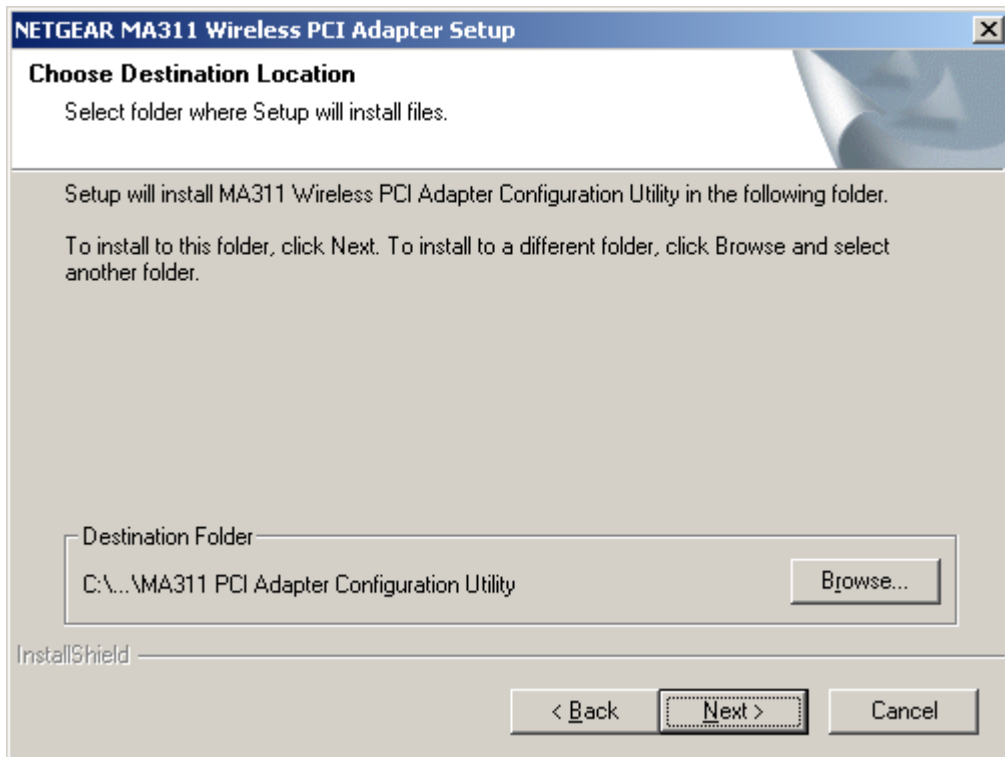 NETGEAR MA311 Wireless PCI Adapter Setup
Choose Destination Location
Select folder where Setup will install files.
Setup will install MA311 Wireless PCI Adapter Configuration Utility in the following folder.
To install to this folder, click Next. To install to a different folder, click Browse and select
another folder.
Destination Folder
C:\...\MA311 PCI Adapter Configuration Utility
Browse...
InstallShield
< Back
Next >
Cancel